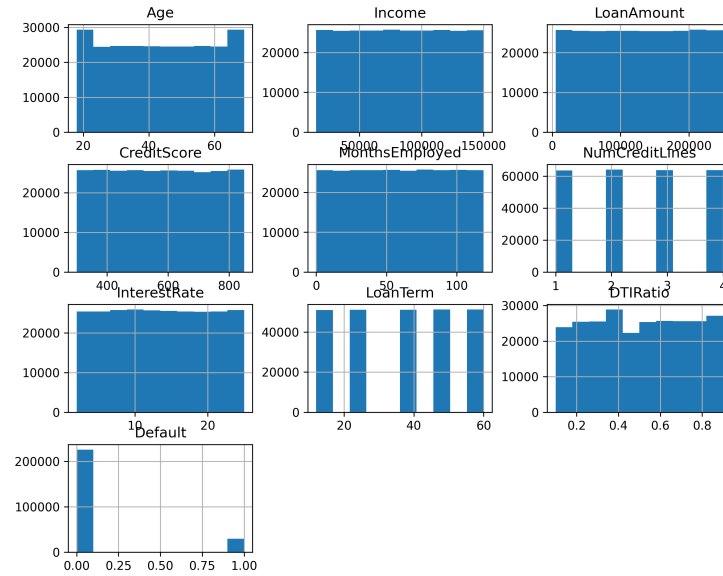 Age
30000
20000
10000
0
20 40 60
Income
20000
10000
0
50000 100000 150000
LoanAmount
20000
10000
0
0 100000 200000
CreditScore
20000
10000
0
400 600 800
MonthsEmployed
20000
10000
0
0 50 100
NumCreditLines
60000
40000
20000
0
1 2 3 4
InterestRate
20000
10000
0
10 20
LoanTerm
40000
20000
0
20 40 60
DTIRatio
30000
20000
10000
0
0.2 0.4 0.6 0.8
Default
200000
100000
0
0.00 0.25 0.50 0.75 1.00